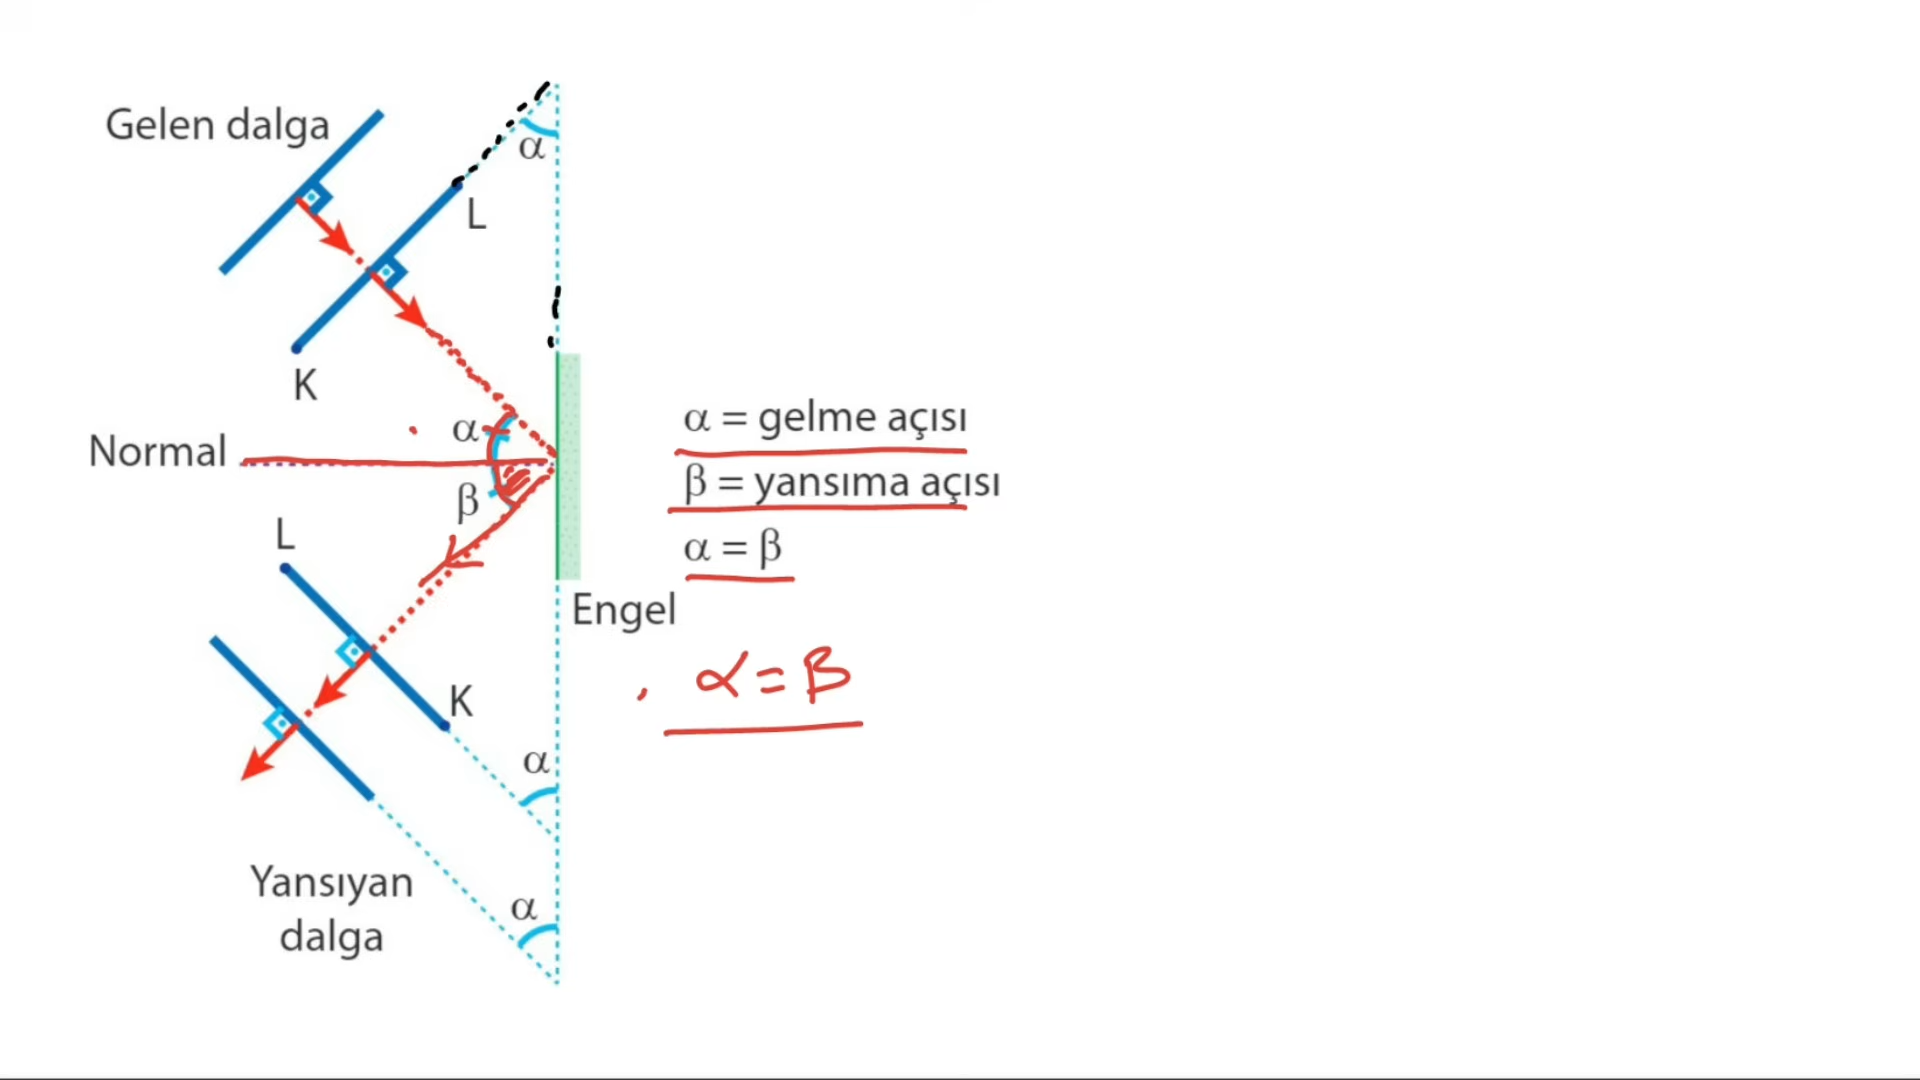 Gelen dalga
α
L
K
α
Normal
β
L
K
α
Yansıyan
dalga
α
α = gelme açısı
β = yansıma açısı
α = β
Engel
α = β